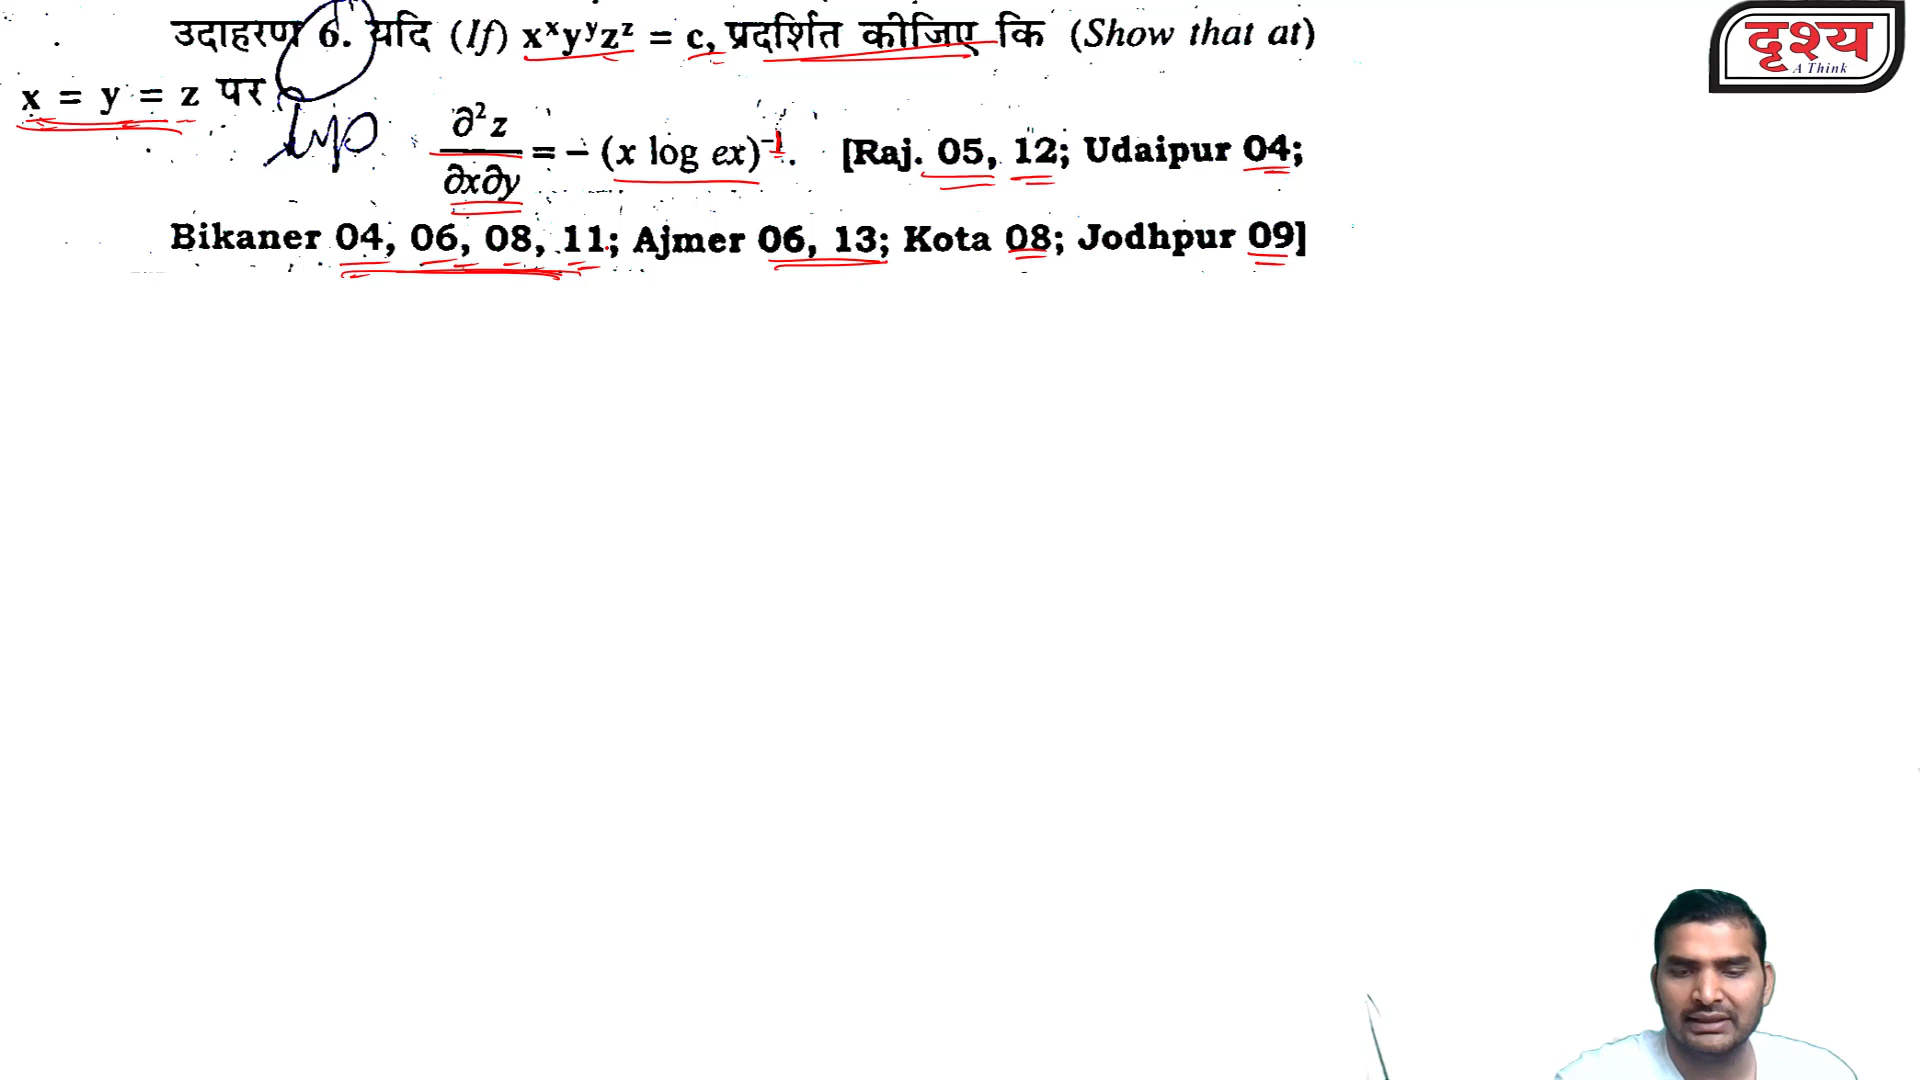 उदाहरण 6. यदि (If) xˣyʸzᶻ = c, प्रदर्शित कीजिए कि (Show that at)
x = y = z पर
Imp
∂²z/∂x∂y = – (x log ex)⁻¹. [Raj. 05, 12; Udaipur 04;
Bikaner 04, 06, 08, 11; Ajmer 06, 13; Kota 08; Jodhpur 09]
दृश्य
A Think